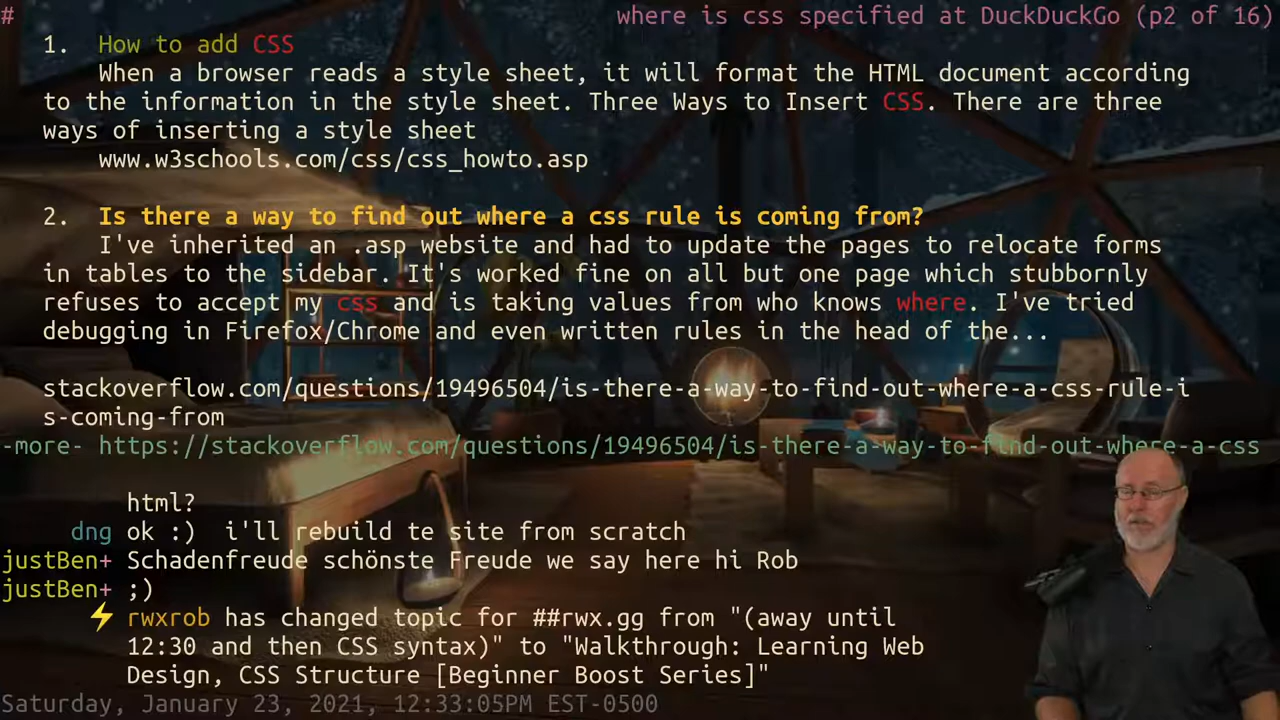 # where is css specified at DuckDuckGo (p2 of 16)
1. How to add CSS
When a browser reads a style sheet, it will format the HTML document according
to the information in the style sheet. Three Ways to Insert CSS. There are three
ways of inserting a style sheet
www.w3schools.com/css/css_howto.asp
2. Is there a way to find out where a css rule is coming from?
I've inherited an .asp website and had to update the pages to relocate forms
in tables to the sidebar. It's worked fine on all but one page which stubbornly
refuses to accept my css and is taking values from who knows where. I've tried
debugging in Firefox/Chrome and even written rules in the head of the...
stackoverflow.com/questions/19496504/is-there-a-way-to-find-out-where-a-css-rule-i
s-coming-from
-more- https://stackoverflow.com/questions/19496504/is-there-a-way-to-find-out-where-a-css
html?
dng ok :)  i'll rebuild te site from scratch
justBen+ Schadenfreude schönste Freude we say here hi Rob
justBen+ ;)
⚡ rwxrob has changed topic for ##rwx.gg from "(away until
12:30 and then CSS syntax)" to "Walkthrough: Learning Web
Design, CSS Structure [Beginner Boost Series]"
Saturday, January 23, 2021, 12:33:05PM EST-0500